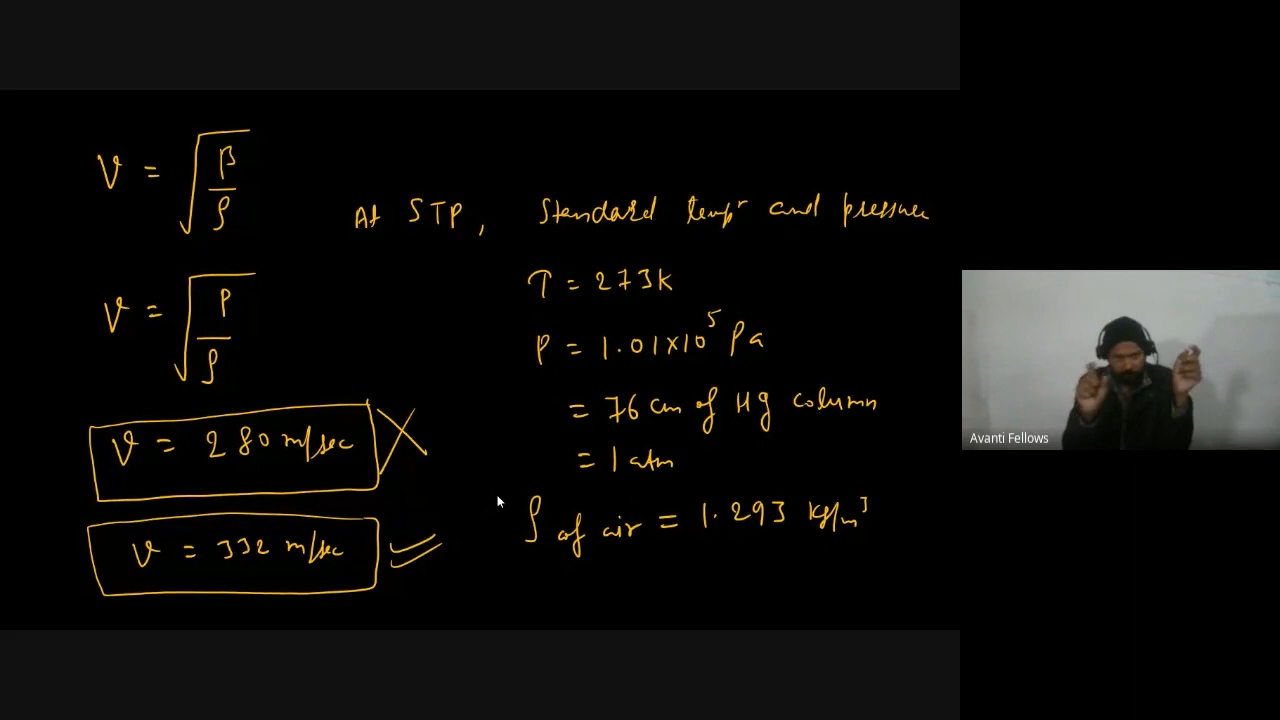 V = √(β/ρ)
At STP, Standard tempr and pressure
V = √(P/ρ)
T = 273K
P = 1.01×10⁵ Pa
= 76 cm of Hg column
= 1 atm
V = 280 m/sec
ρ of air = 1.293 Kg/m³
V = 332 m/sec
Avanti Fellows